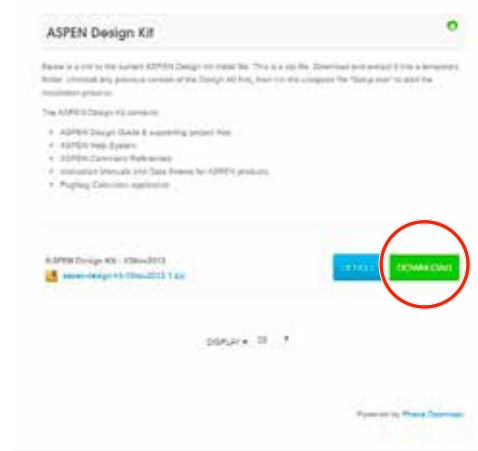 ASPEN Design Kit
Below is a link to the current ASPEN Design Kit install file. This is a zip file. Download and extract it into a temporary
folder. Uninstall any previous version of the Design Kit first, then run the unzipped file "Setup.exe" to start the
installation process.
The ASPEN Design Kit contains:
ASPEN Design Guide & supporting project files
ASPEN Help System
ASPEN Command References
Instruction Manuals and Data Sheets for ASPEN products
Calculator application
ASPEN Design Kit -
DETAILS
DOWNLOAD
DISPLAY #
Powered by Phoca Download